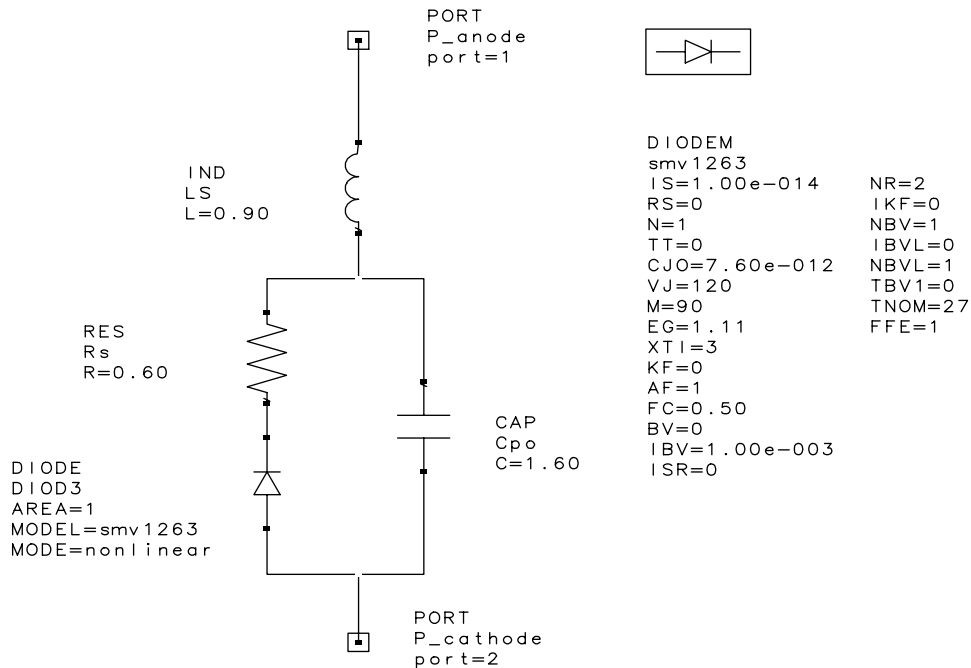 PORT
P_anode
port=1
IND
LS
L=0.90
RES
Rs
R=0.60
DIODE
DIOD3
AREA=1
MODEL=smv1263
MODE=nonlinear
CAP
Cpo
C=1.60
PORT
P_cathode
port=2
DIODEM
smv1263
IS=1.00e-014
RS=0
N=1
TT=0
CJO=7.60e-012
VJ=120
M=90
EG=1.11
XTI=3
KF=0
AF=1
FC=0.50
BV=0
IBV=1.00e-003
ISR=0
NR=2
IKF=0
NBV=1
IBVL=0
NBVL=1
TBV1=0
TNOM=27
FFE=1